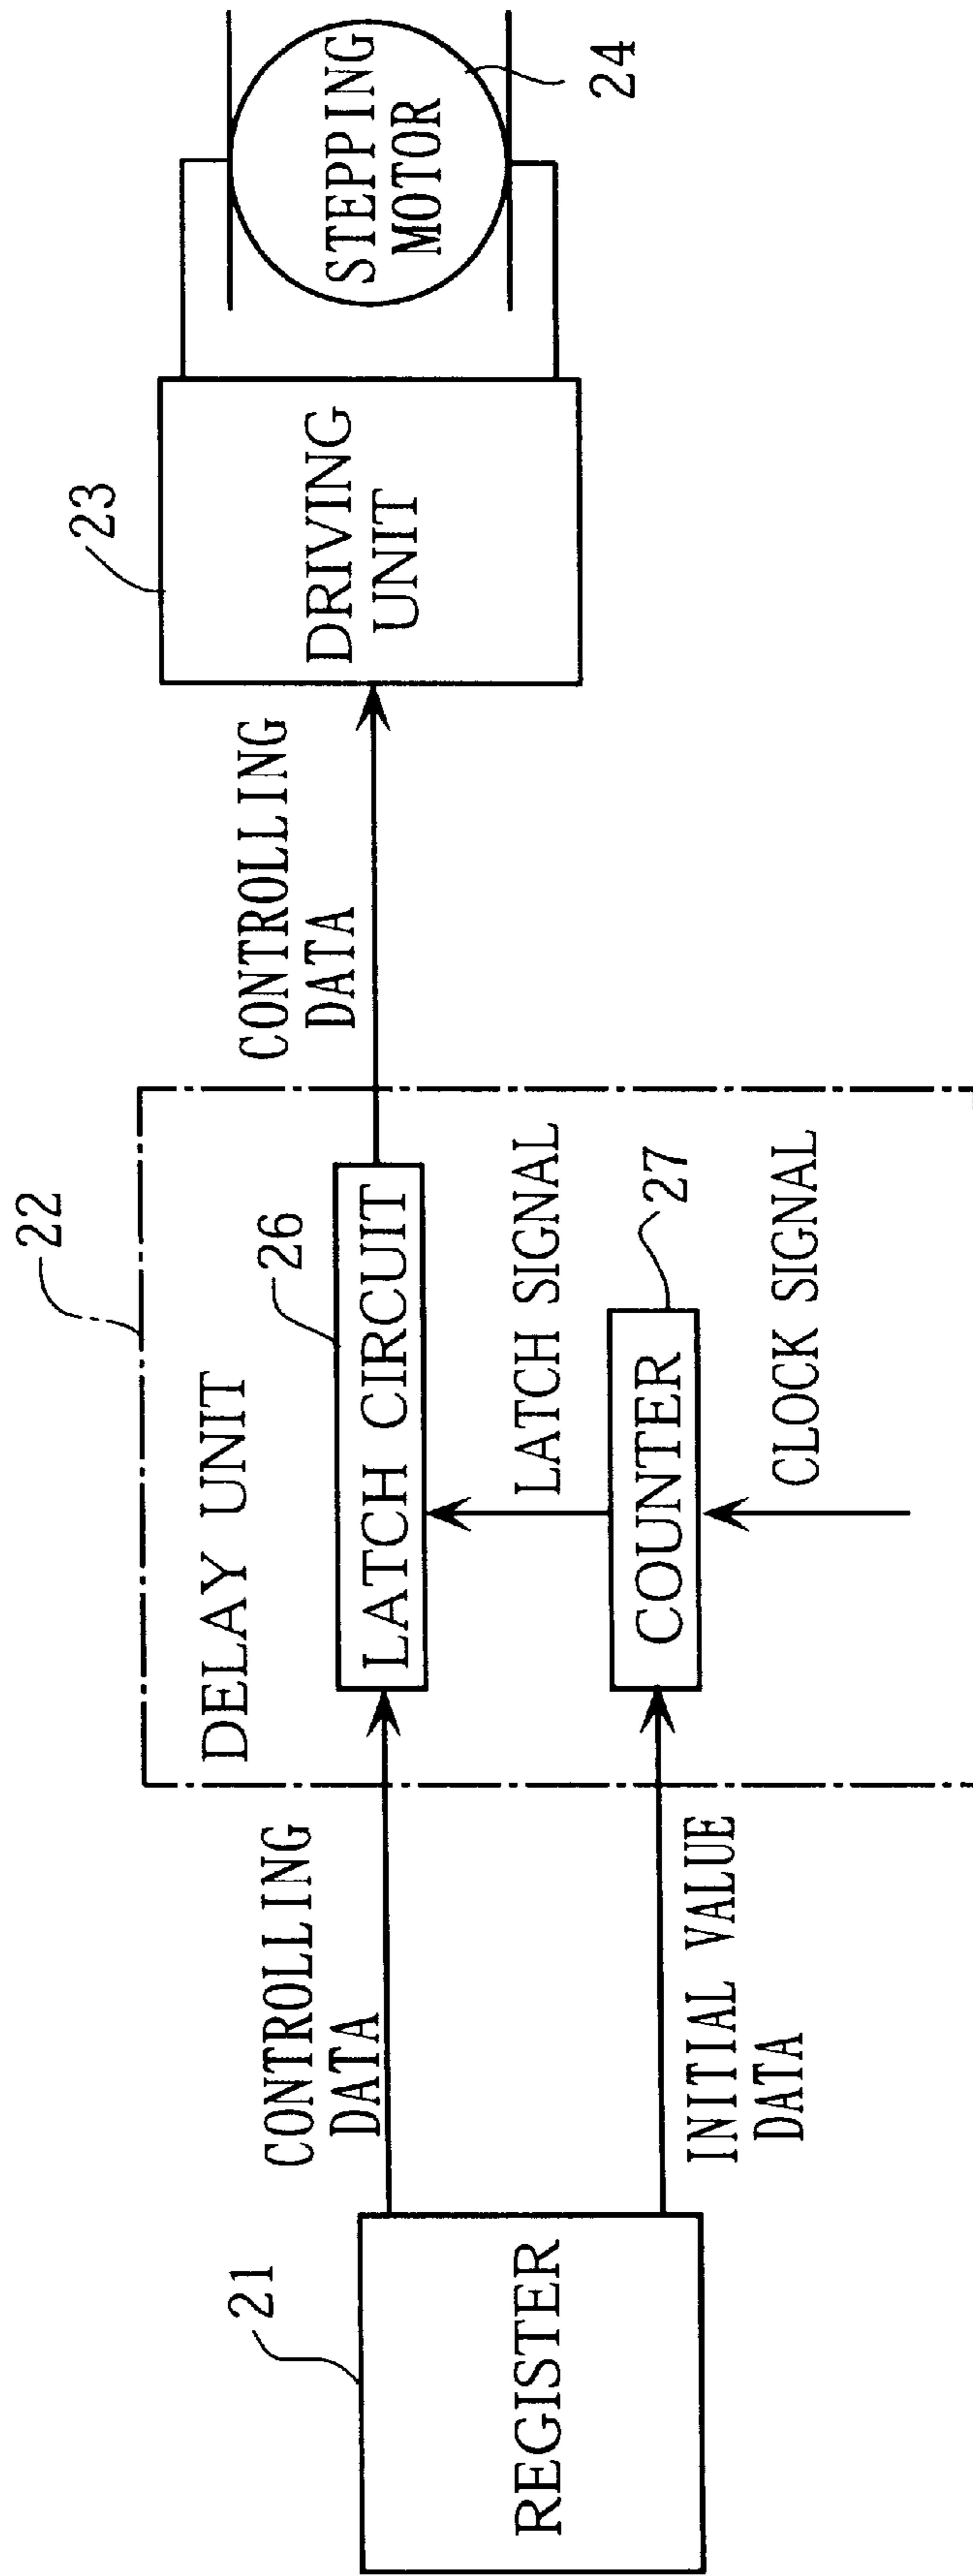 21
REGISTER
CONTROLLING
DATA
INITIAL VALUE
DATA
22
DELAY UNIT
26
LATCH CIRCUIT
LATCH SIGNAL
27
COUNTER
CLOCK SIGNAL
CONTROLLING
DATA
23
DRIVING
UNIT
STEPPING
MOTOR
24